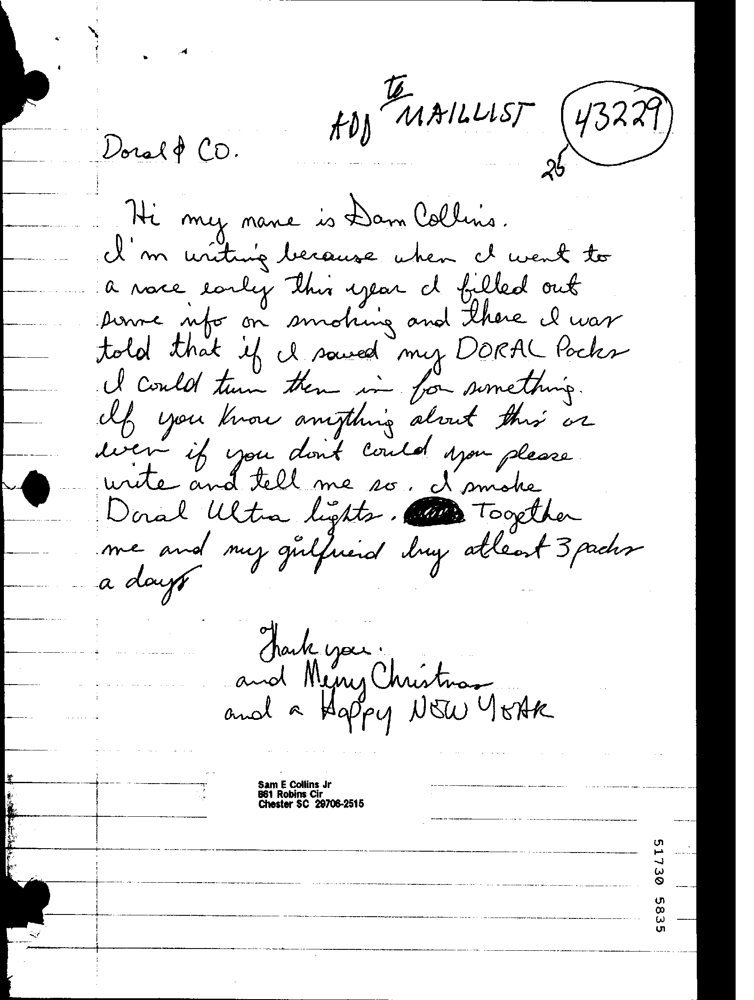 to
ADD MAILLIST
43229
26
Doral & CO.
Hi my name is Sam Collins.
I'm writing because when I went to
a race early this year I filled out
some info on smoking and there I was
told that if I saved my DORAL Packs
I could turn them in for something.
If you know anything about this or
even if you don't could you please
write and tell me so. I smoke
Doral Ultra lights. Together
me and my girlfrieid buy atleast 3 packs
a days
Thank you.
and Merry Christmas
and a Happy NEW YEAR
Sam E Collins Jr
861 Robins Cir
Chester SC 29706-2515
51730 5835